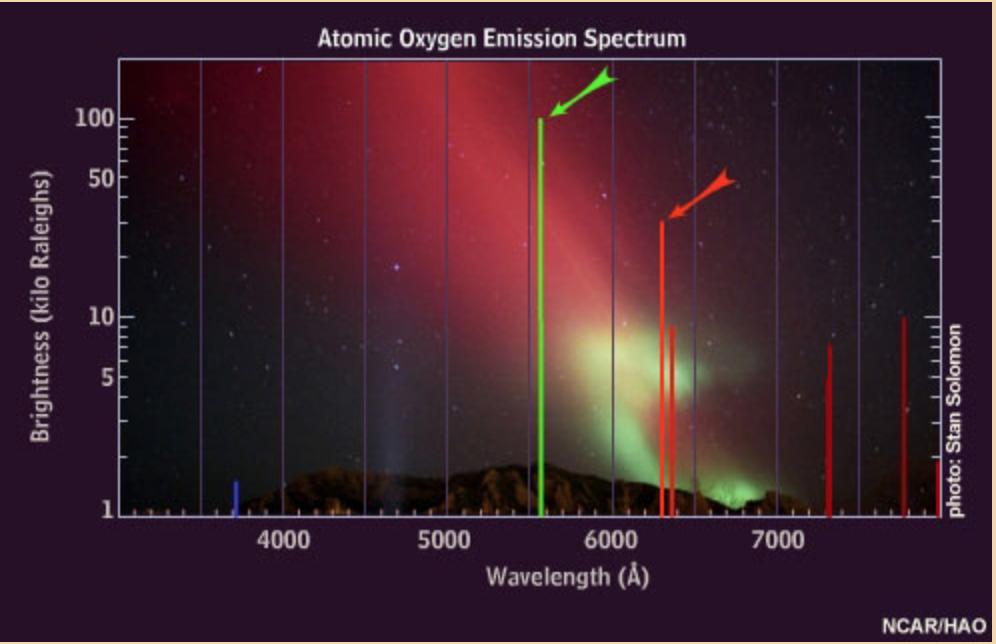 Atomic Oxygen Emission Spectrum
Brightness (kilo Raleighs)
100
50
10
5
1
4000 5000 6000 7000
Wavelength (Å)
photo: Stan Solomon
NCAR/HAO